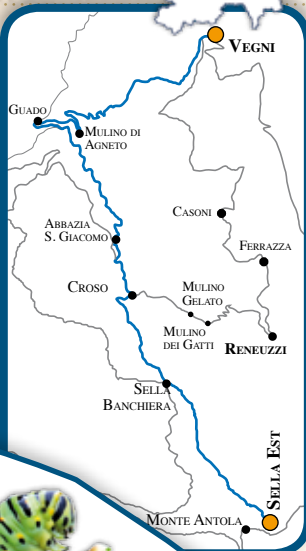 VEGNI
GUADO
MULINO DI
AGNETO
CASONI
ABBAZIA
S. GIACOMO
FERRAZZA
CROSO
MULINO
GELATO
MULINO
DEI GATTI
RENEUZZI
SELLA
BANCHIERA
SELLA EST
MONTE ANTOLA